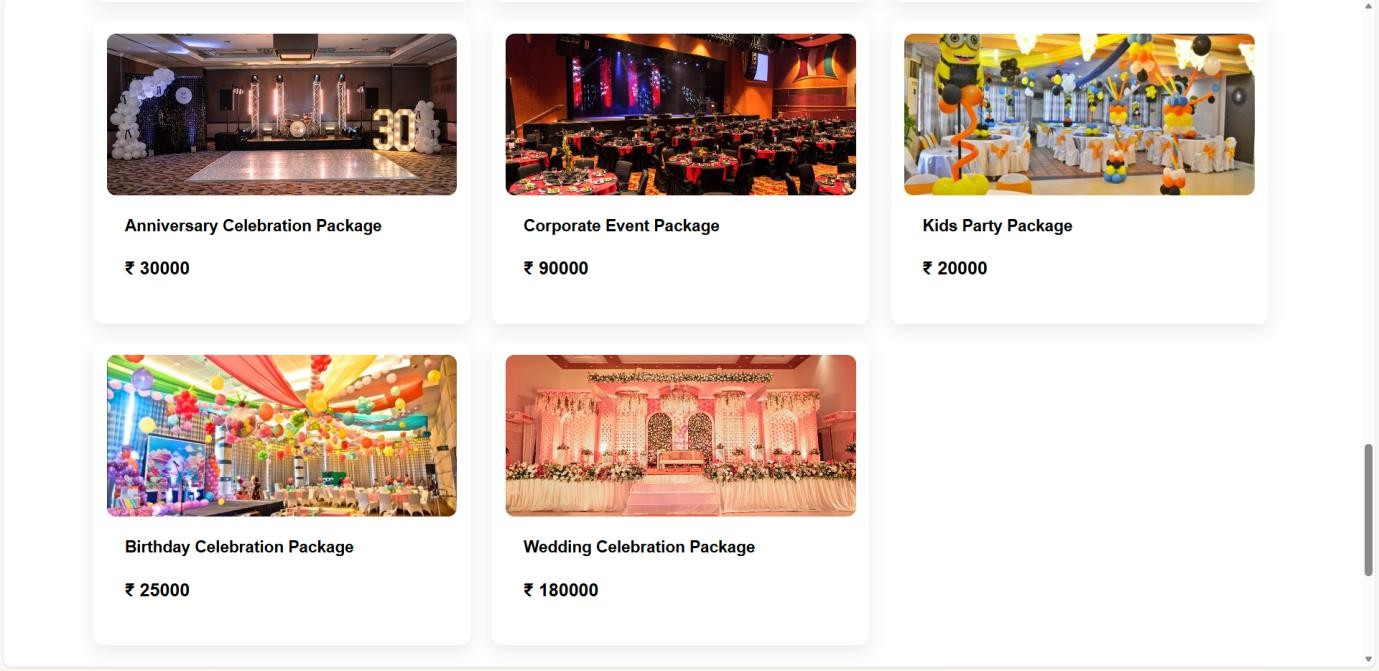 30
Anniversary Celebration Package
₹ 30000
Corporate Event Package
₹ 90000
Kids Party Package
₹ 20000
Birthday Celebration Package
₹ 25000
Wedding Celebration Package
₹ 180000